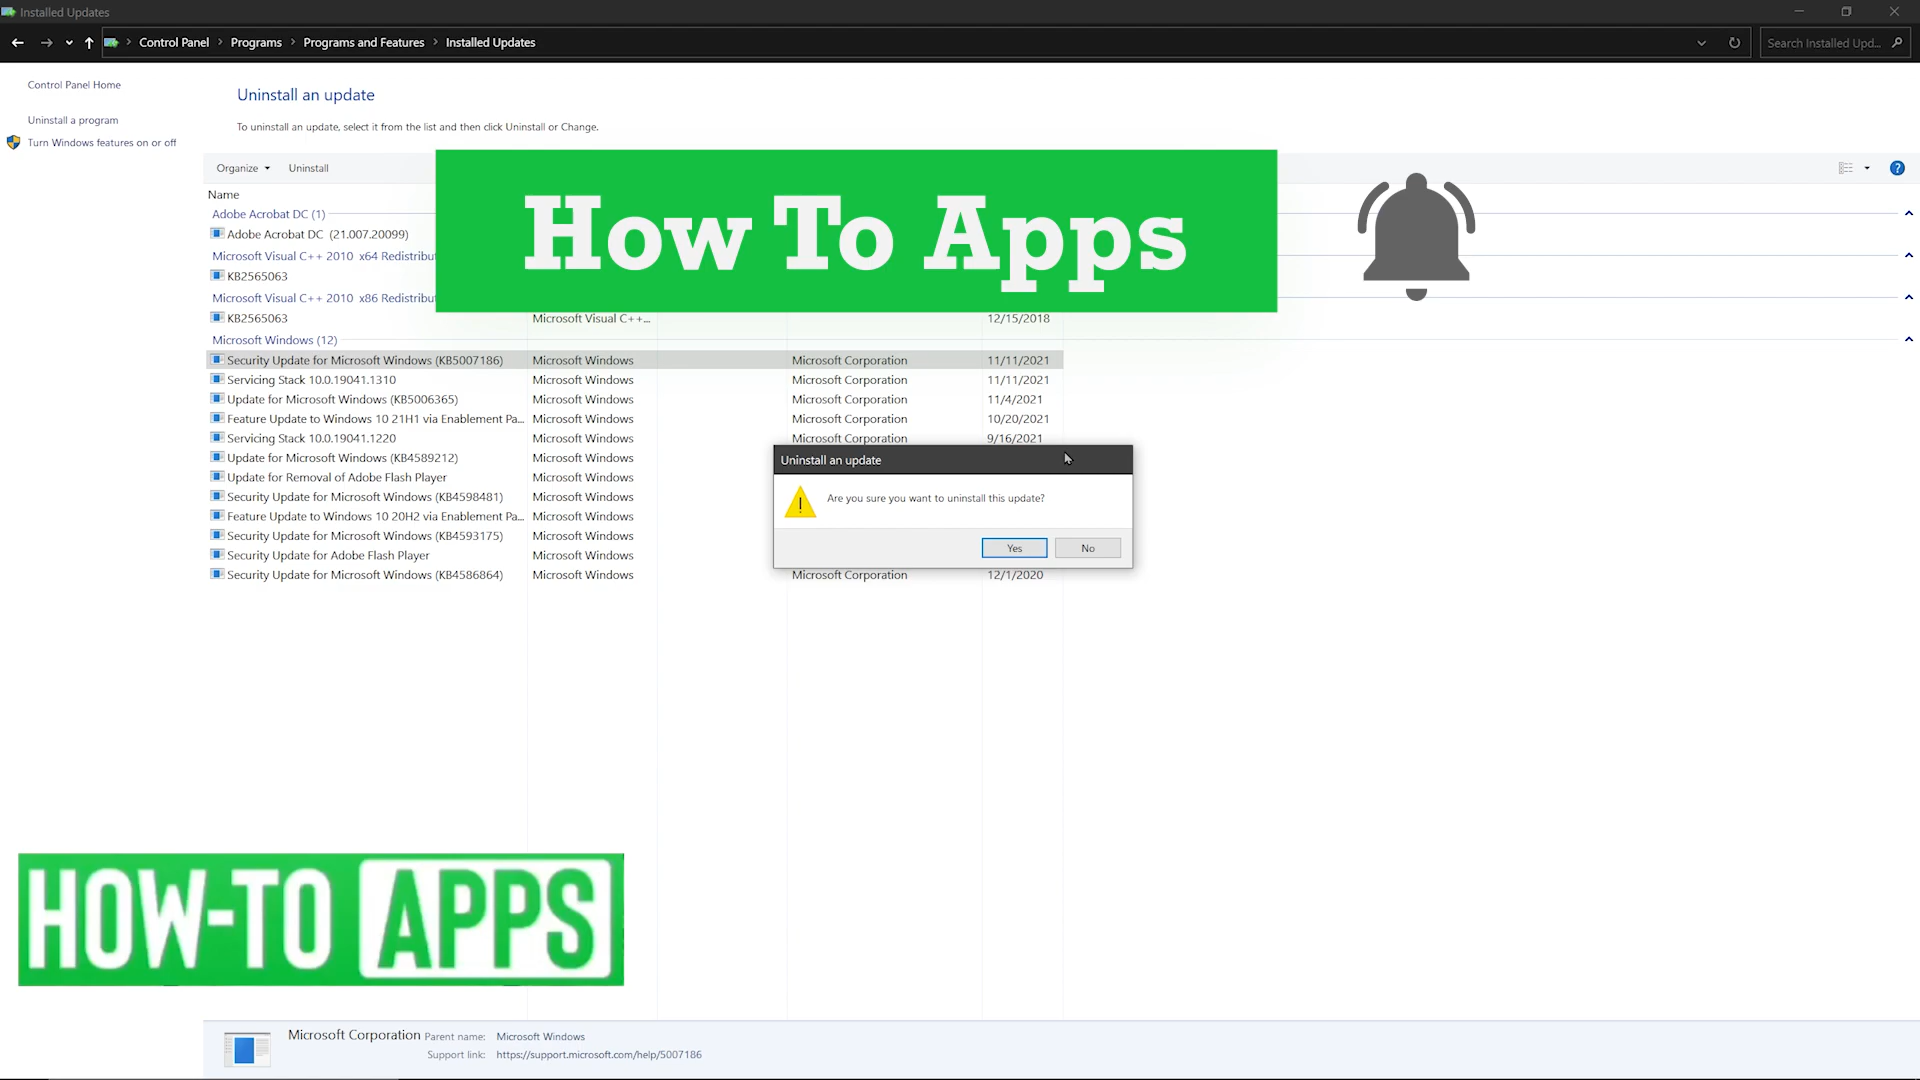 Installed Updates
Control Panel > Programs > Programs and Features > Installed Updates
Search Installed Upd...
Control Panel Home
Uninstall a program
Turn Windows features on or off
Uninstall an update
To uninstall an update, select it from the list and then click Uninstall or Change.
Organize Uninstall
How To Apps
Name
Adobe Acrobat DC (1)
Adobe Acrobat DC (21.007.20099)
Microsoft Visual C++ 2010 x64
KB2565063
Microsoft Visual C++ 2010 x86
KB2565063 Microsoft Visual C++... 12/15/2018
Microsoft Windows (12)
Security Update for Microsoft Windows (KB5007186) Microsoft Windows Microsoft Corporation 11/11/2021
Servicing Stack 10.0.19041.1310 Microsoft Windows Microsoft Corporation 11/11/2021
Update for Microsoft Windows (KB5006365) Microsoft Windows Microsoft Corporation 11/4/2021
Feature Update to Windows 10 21H1 via Enablement Pa... Microsoft Windows Microsoft Corporation 10/20/2021
Servicing Stack 10.0.19041.1220 Microsoft Windows Microsoft Corporation 9/16/2021
Update for Microsoft Windows (KB4589212) Microsoft Windows
Update for Removal of Adobe Flash Player Microsoft Windows
Security Update for Microsoft Windows (KB4598481) Microsoft Windows
Feature Update to Windows 10 20H2 via Enablement Pa... Microsoft Windows
Security Update for Microsoft Windows (KB4593175) Microsoft Windows
Security Update for Adobe Flash Player Microsoft Windows
Security Update for Microsoft Windows (KB4586864) Microsoft Windows Microsoft Corporation 12/1/2020
Uninstall an update
Are you sure you want to uninstall this update?
Yes No
HOW-TO APPS
Microsoft Corporation Parent name: Microsoft Windows
Support link: https://support.microsoft.com/help/5007186